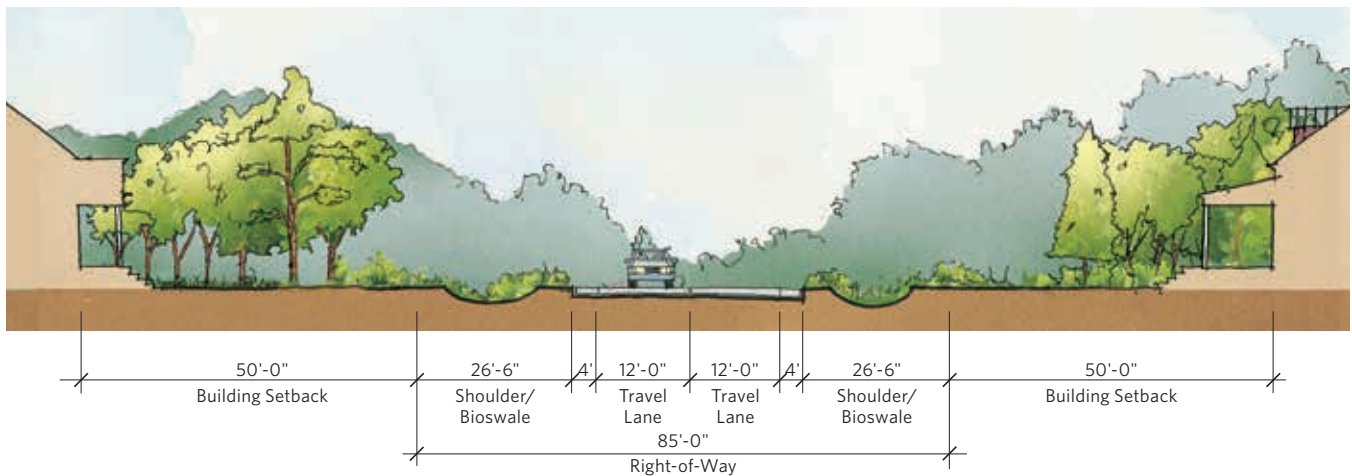 50'-0" 26'-6" 4' 12'-0" 12'-0" 4' 26'-6" 50'-0"
Building Setback Shoulder/ Travel Travel Shoulder/ Building Setback
Bioswale Lane Lane Bioswale
85'-0"
Right-of-Way